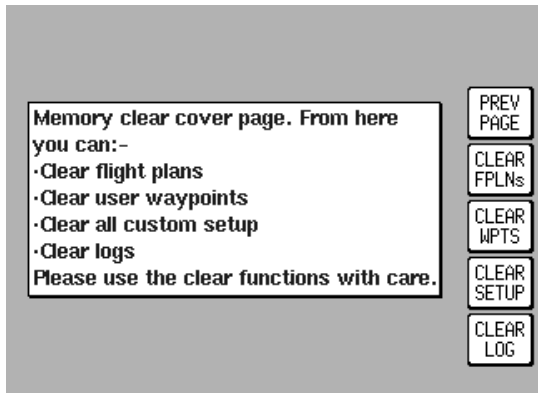 Memory clear cover page. From here
you can:-
·Clear flight plans
·Clear user waypoints
·Clear all custom setup
·Clear logs
Please use the clear functions with care.
PREV
PAGE
CLEAR
FPLNs
CLEAR
WPTS
CLEAR
SETUP
CLEAR
LOG